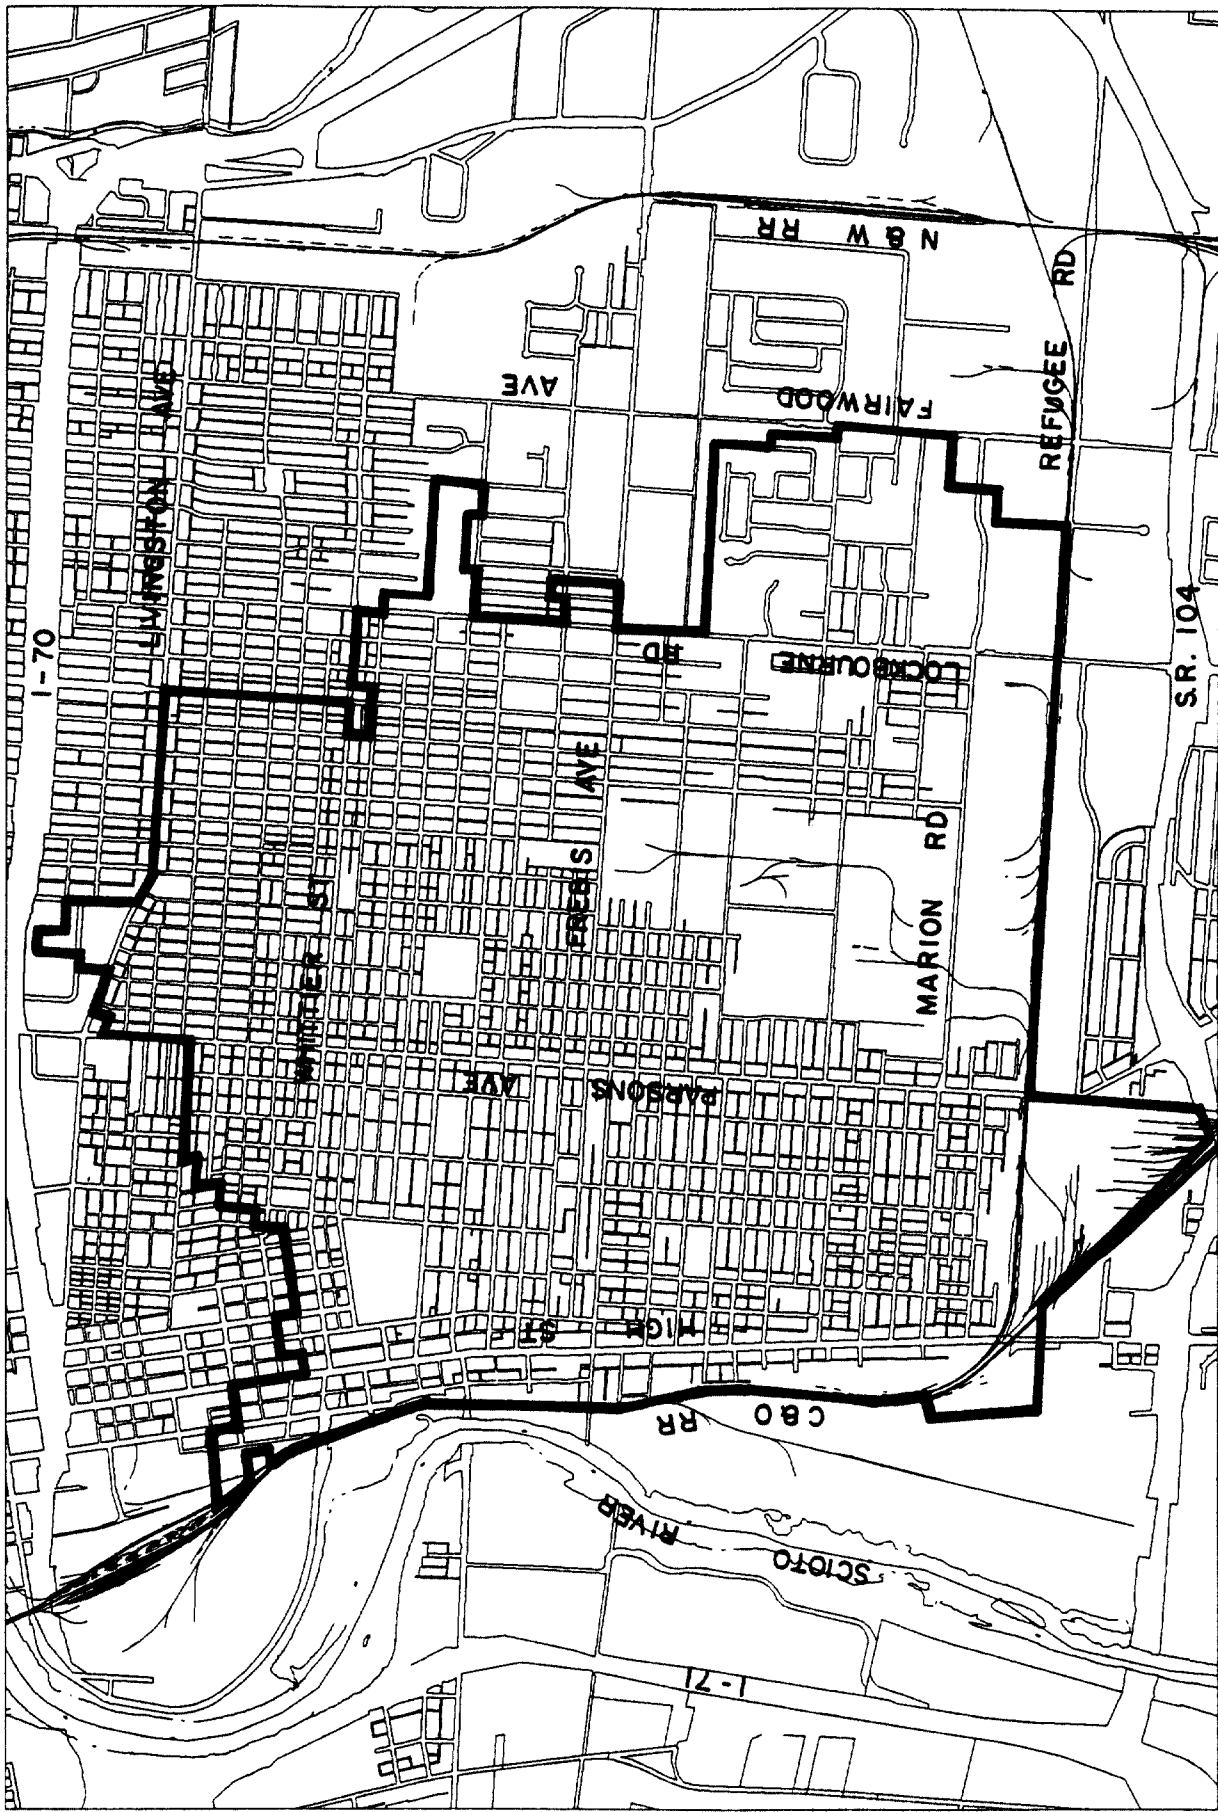 I-70
LIVINGSTON AVE
WHITTIER ST
FREBIS AVE
MARION RD
REFUGEE RD
S.R. 104
N & W RR
FAIRWOOD AVE
LOCKBOURNE RD
PARSONS AVE
HIGH ST
C&O RR
SCIOTO RIVER
I-71